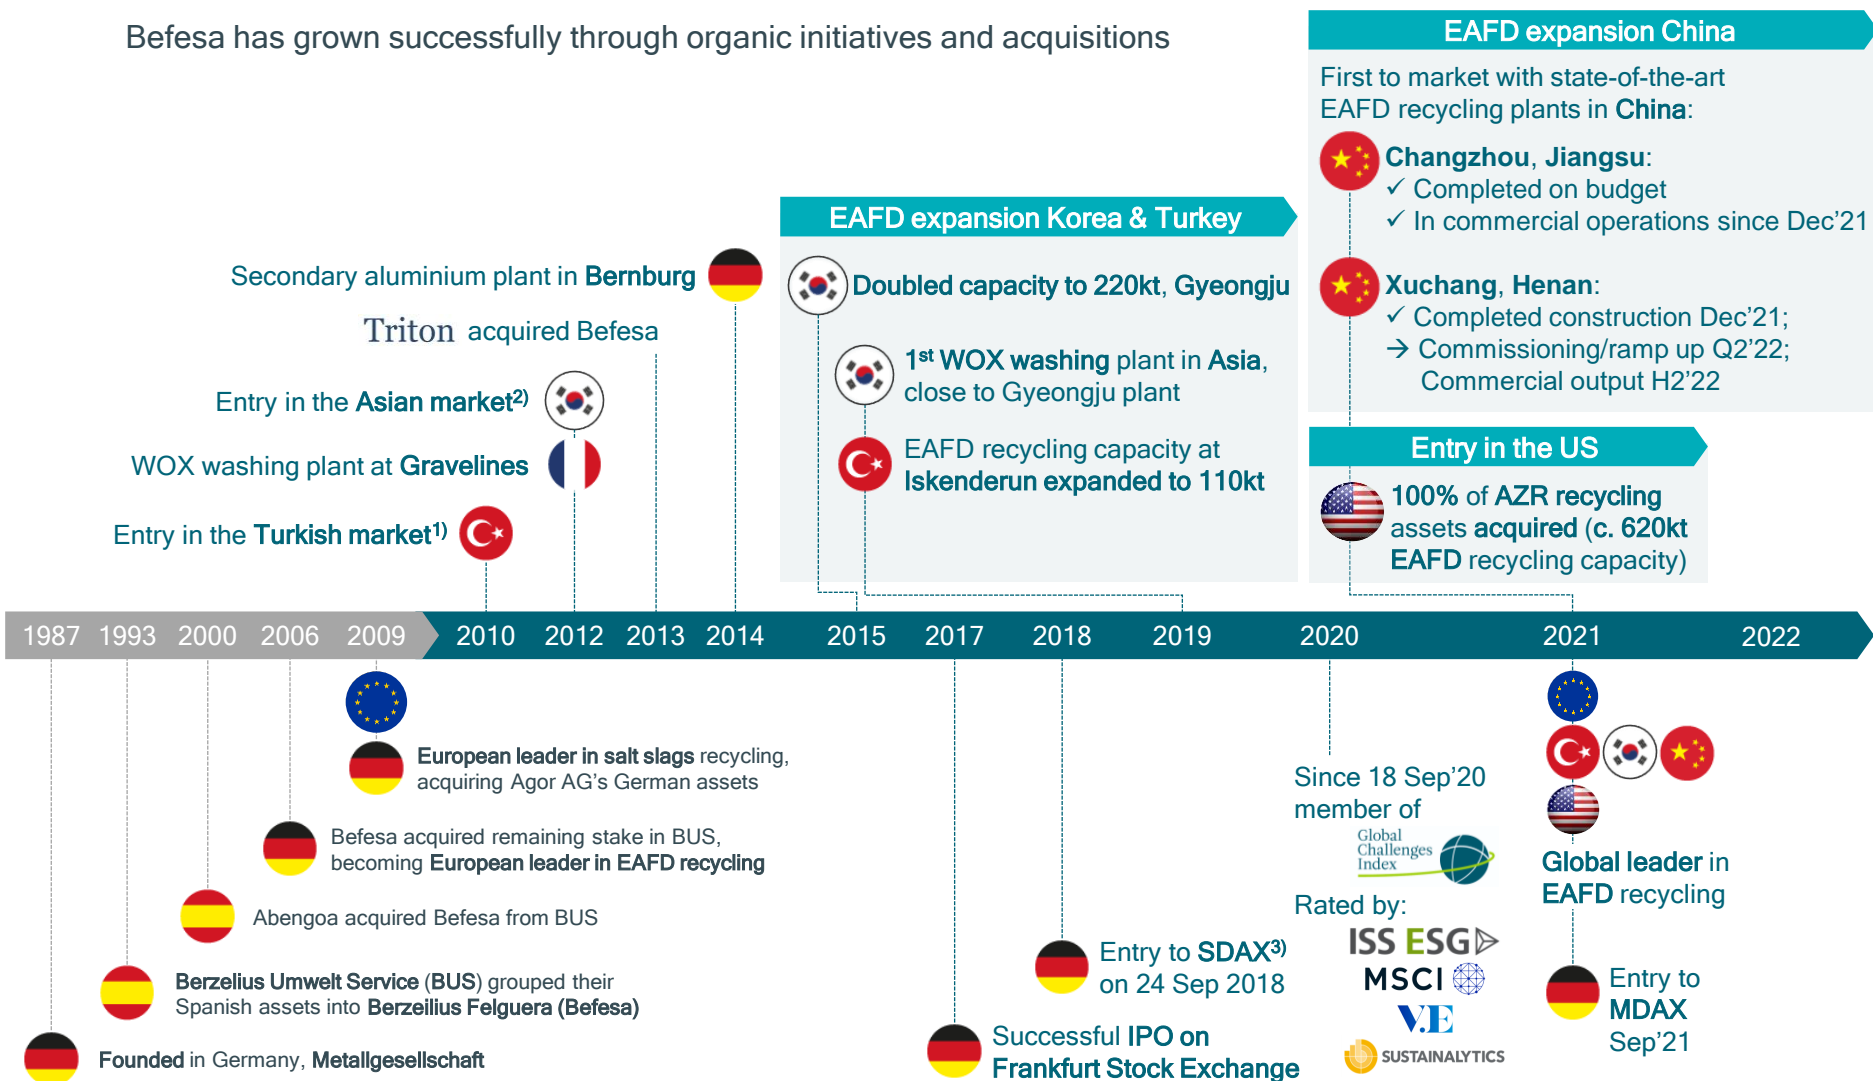 Befesa has grown successfully through organic initiatives and acquisitions
EAFD expansion China
First to market with state-of-the-art
EAFD recycling plants in China:
Changzhou, Jiangsu:
✓ Completed on budget
✓ In commercial operations since Dec’21
Xuchang, Henan:
✓ Completed construction Dec’21;
→ Commissioning/ramp up Q2’22;
Commercial output H2’22
EAFD expansion Korea & Turkey
Doubled capacity to 220kt, Gyeongju
1st WOX washing plant in Asia,
close to Gyeongju plant
EAFD recycling capacity at
Iskenderun expanded to 110kt
Entry in the US
100% of AZR recycling
assets acquired (c. 620kt
EAFD recycling capacity)
Secondary aluminium plant in Bernburg
Triton acquired Befesa
Entry in the Asian market2)
WOX washing plant at Gravelines
Entry in the Turkish market1)
1987 1993 2000 2006 2009 2010 2012 2013 2014 2015 2017 2018 2019 2020 2021 2022
European leader in salt slags recycling,
acquiring Agor AG’s German assets
Befesa acquired remaining stake in BUS,
becoming European leader in EAFD recycling
Abengoa acquired Befesa from BUS
Berzelius Umwelt Service (BUS) grouped their
Spanish assets into Berzeilius Felguera (Befesa)
Founded in Germany, Metallgesellschaft
Successful IPO on
Frankfurt Stock Exchange
Entry to SDAX3)
on 24 Sep 2018
Since 18 Sep’20
member of
Global
Challenges
Index
Rated by:
ISS ESG
MSCI
V.E
SUSTAINALYTICS
Global leader in
EAFD recycling
Entry to
MDAX
Sep’21